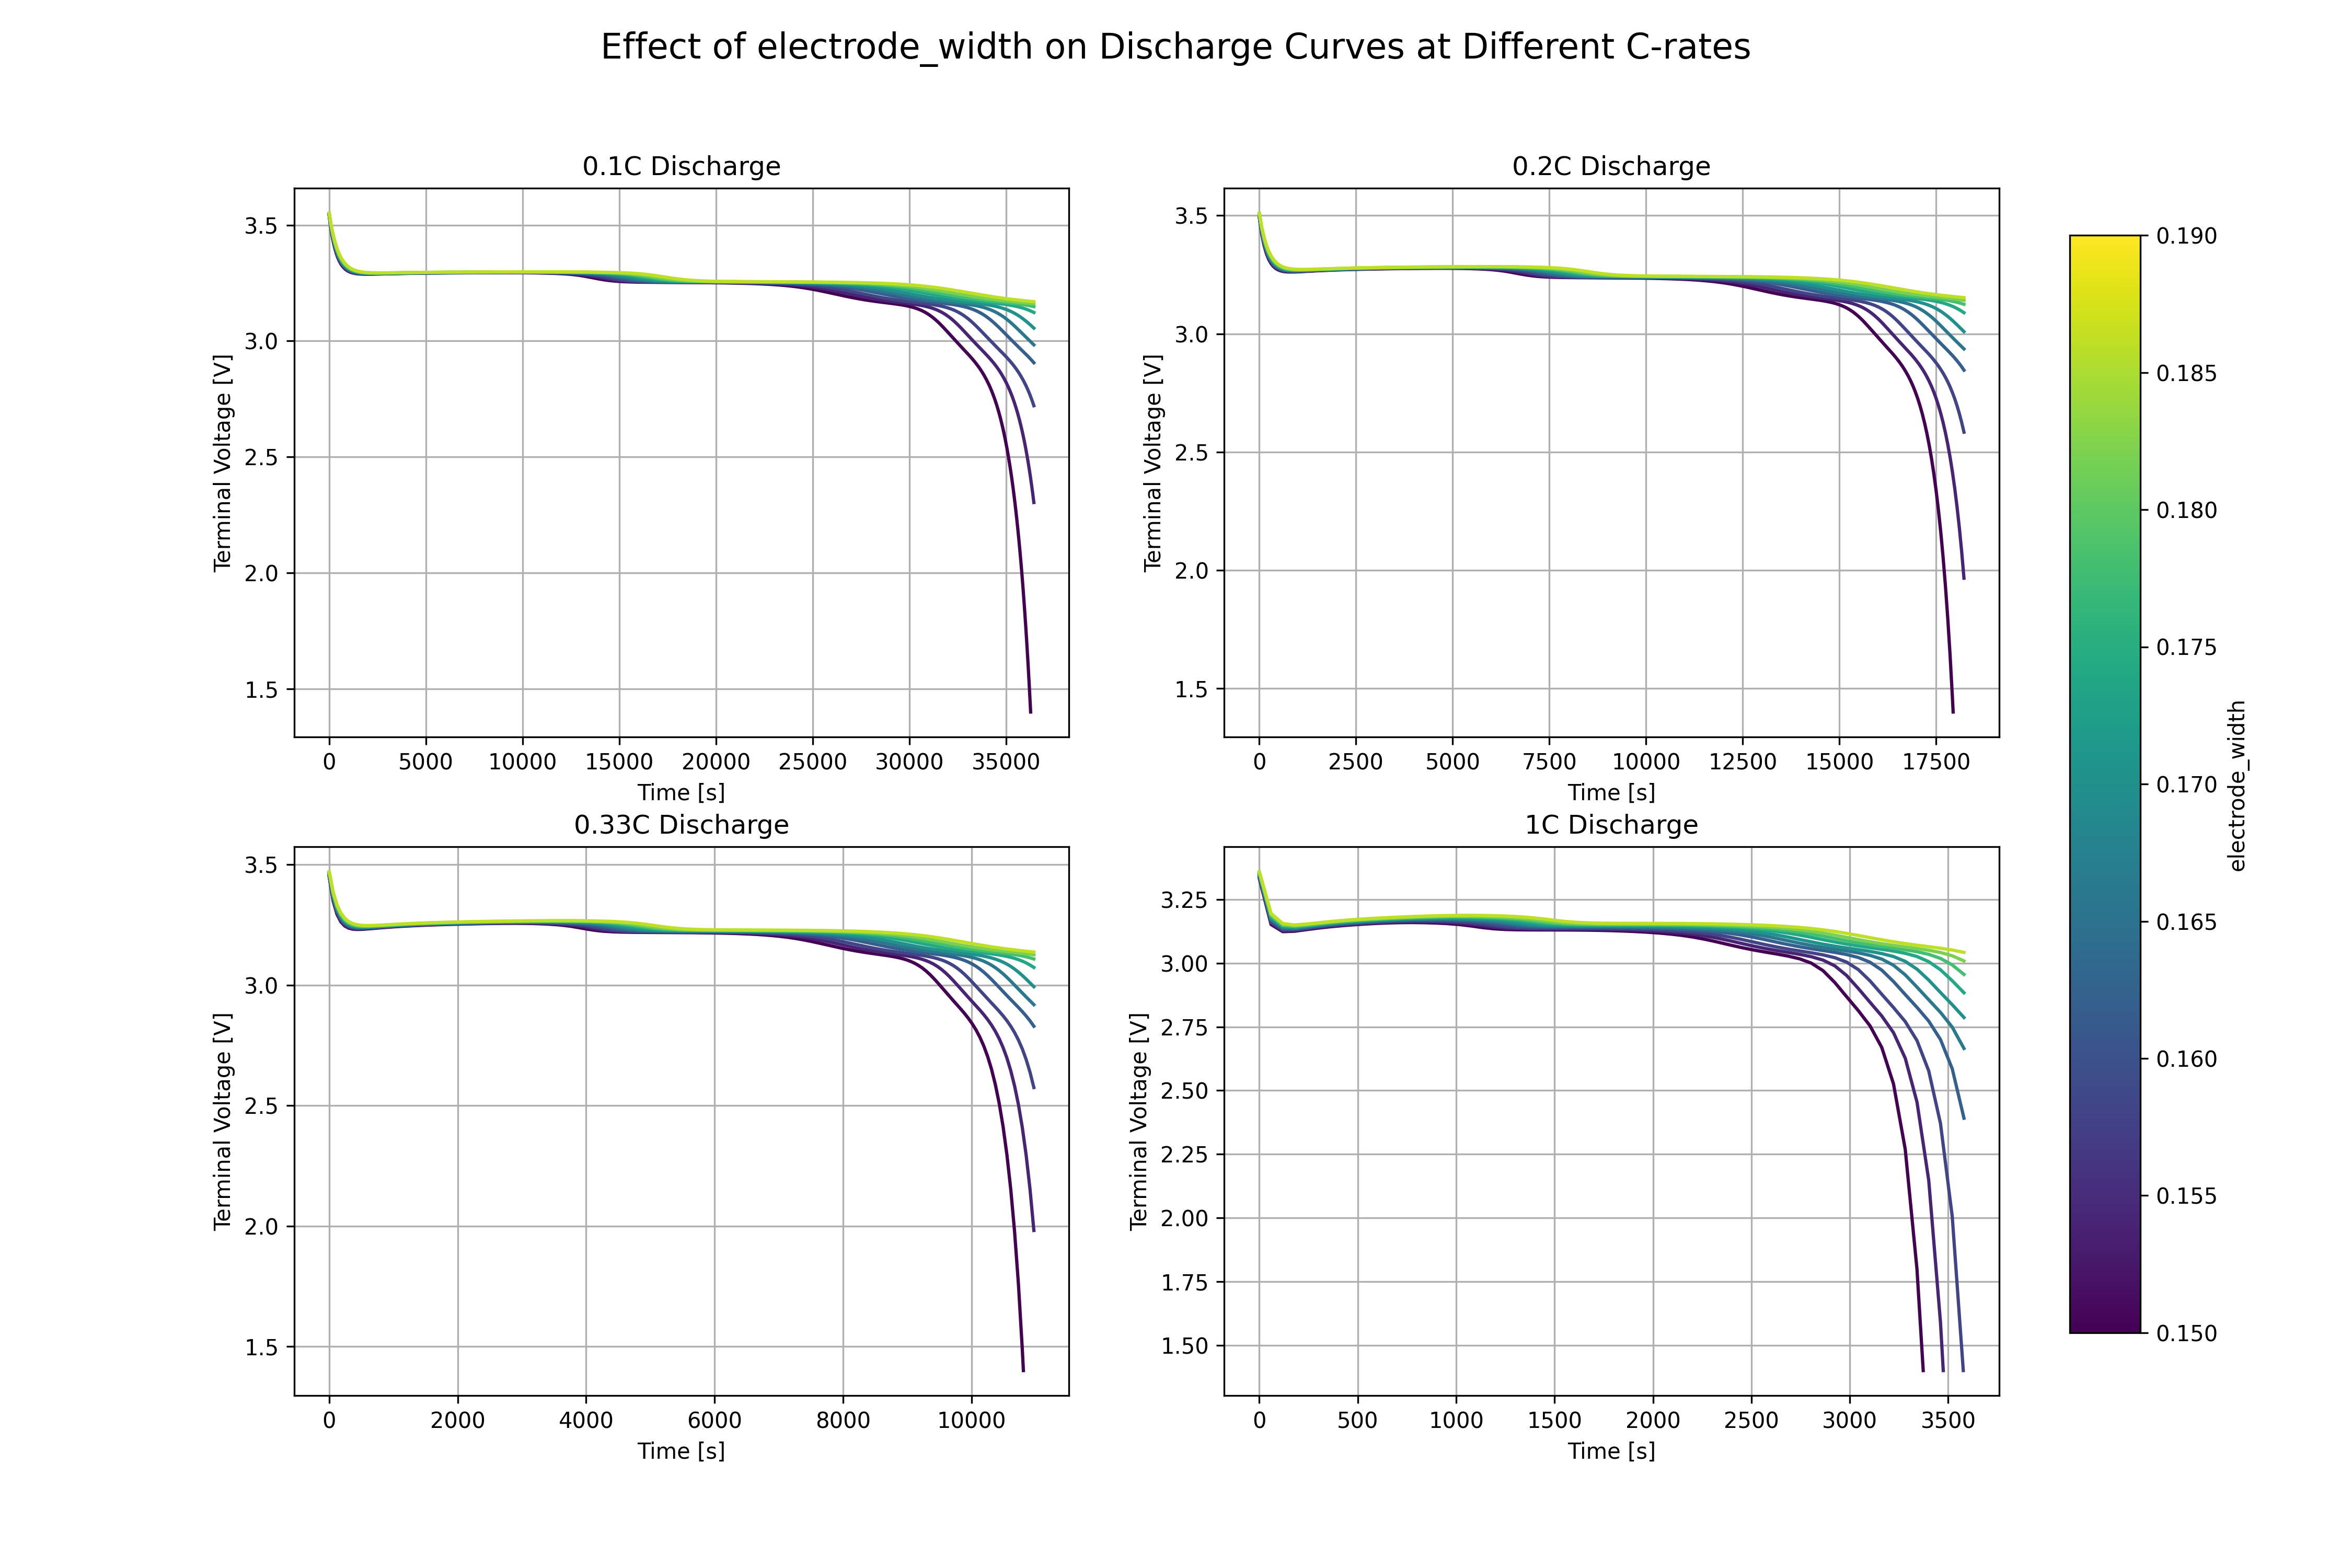 Effect of electrode_width on Discharge Curves at Different C-rates
0.1C Discharge
Terminal Voltage [V]
3.5
3.0
2.5
2.0
1.5
0 5000 10000 15000 20000 25000 30000 35000
Time [s]
0.2C Discharge
Terminal Voltage [V]
3.5
3.0
2.5
2.0
1.5
0 2500 5000 7500 10000 12500 15000 17500
Time [s]
0.33C Discharge
Terminal Voltage [V]
3.5
3.0
2.5
2.0
1.5
0 2000 4000 6000 8000 10000
Time [s]
1C Discharge
Terminal Voltage [V]
3.25
3.00
2.75
2.50
2.25
2.00
1.75
1.50
0 500 1000 1500 2000 2500 3000 3500
Time [s]
0.190
0.185
0.180
0.175
0.170
0.165
0.160
0.155
0.150
electrode_width